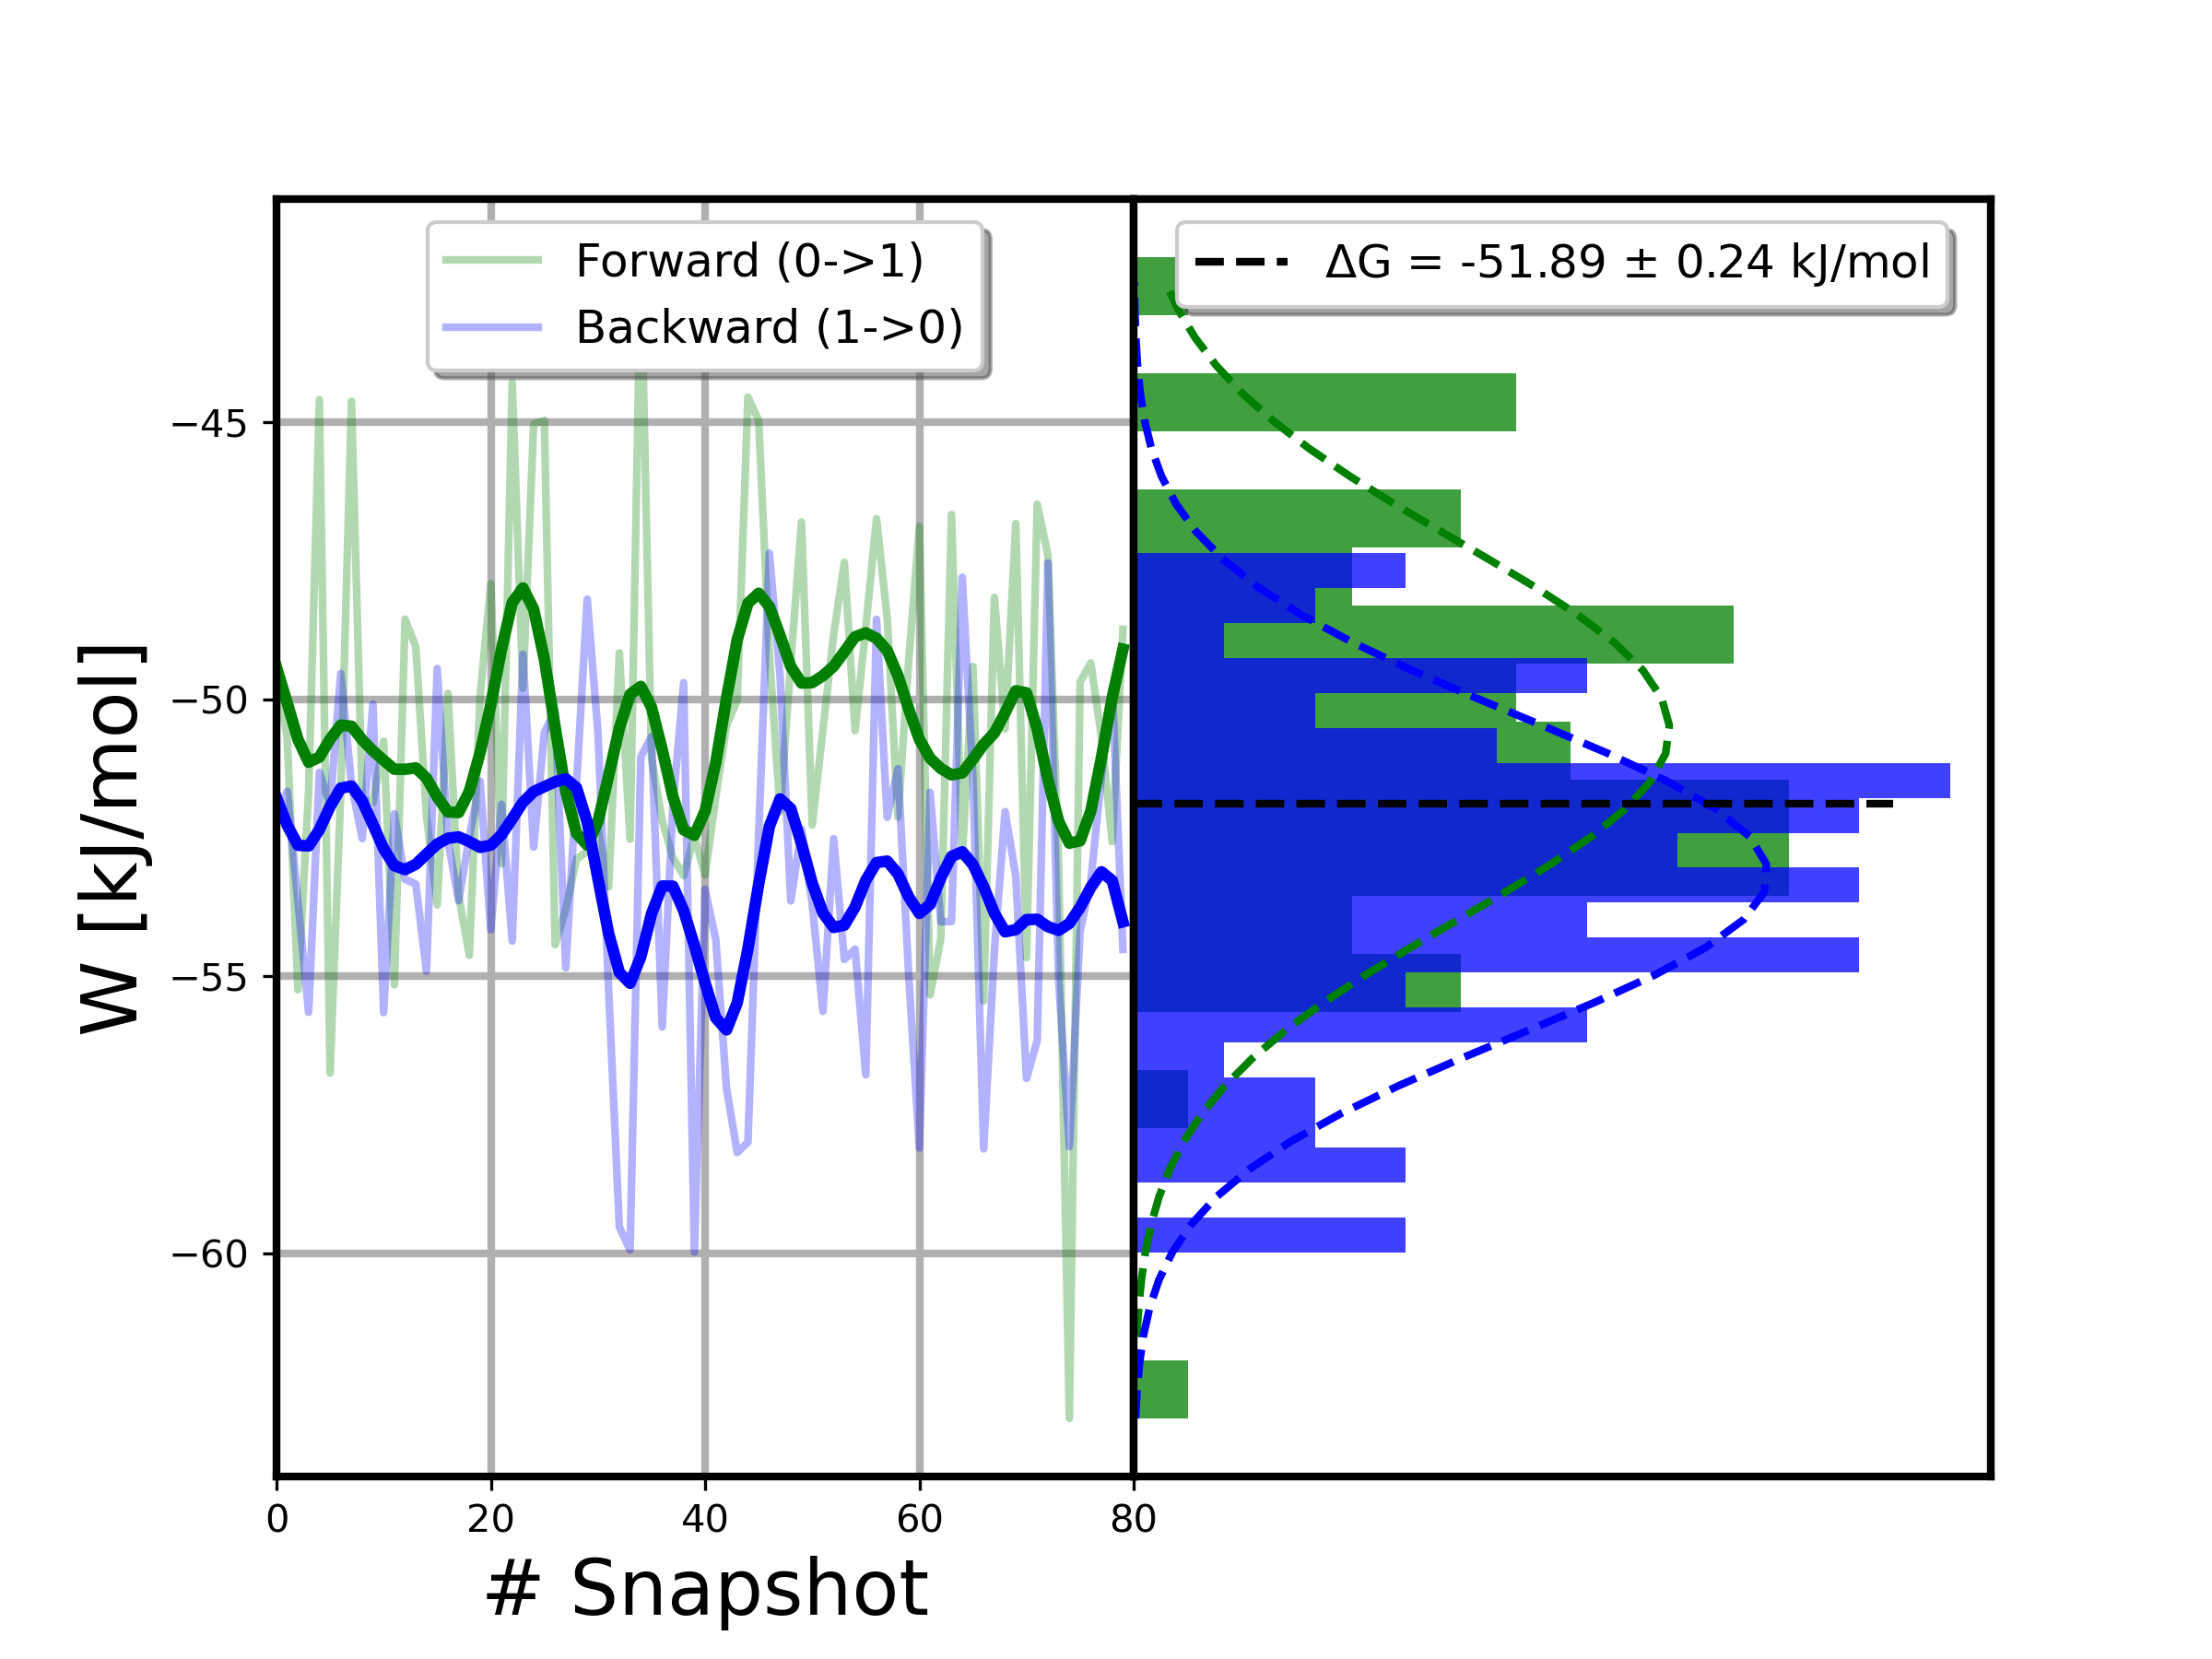 Forward (0->1)
Backward (1->0)
ΔG = -51.89 ± 0.24 kJ/mol
W [kJ/mol]
−45
−50
−55
−60
0 20 40 60 80
# Snapshot